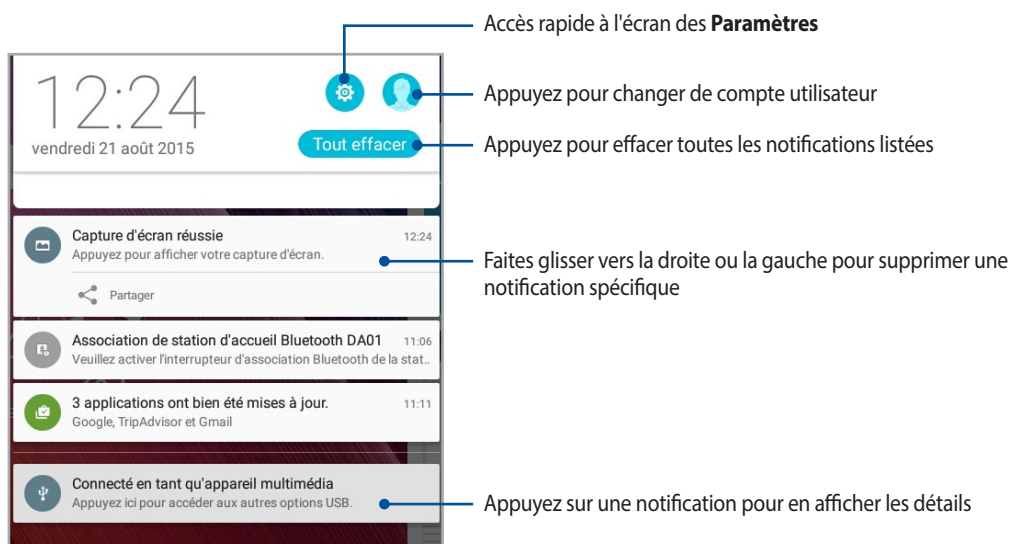 Accès rapide à l'écran des Paramètres
12:24
vendredi 21 août 2015
Appuyez pour changer de compte utilisateur
Tout effacer
Appuyez pour effacer toutes les notifications listées
Capture d'écran réussie 12:24
Appuyez pour afficher votre capture d'écran.
Partager
Faites glisser vers la droite ou la gauche pour supprimer une
notification spécifique
Association de station d'accueil Bluetooth DA01 11:06
Veuillez activer l'interrupteur d'association Bluetooth de la stat..
3 applications ont bien été mises à jour. 11:11
Google, TripAdvisor et Gmail
Connecté en tant qu'appareil multimédia
Appuyez ici pour accéder aux autres options USB.
Appuyez sur une notification pour en afficher les détails